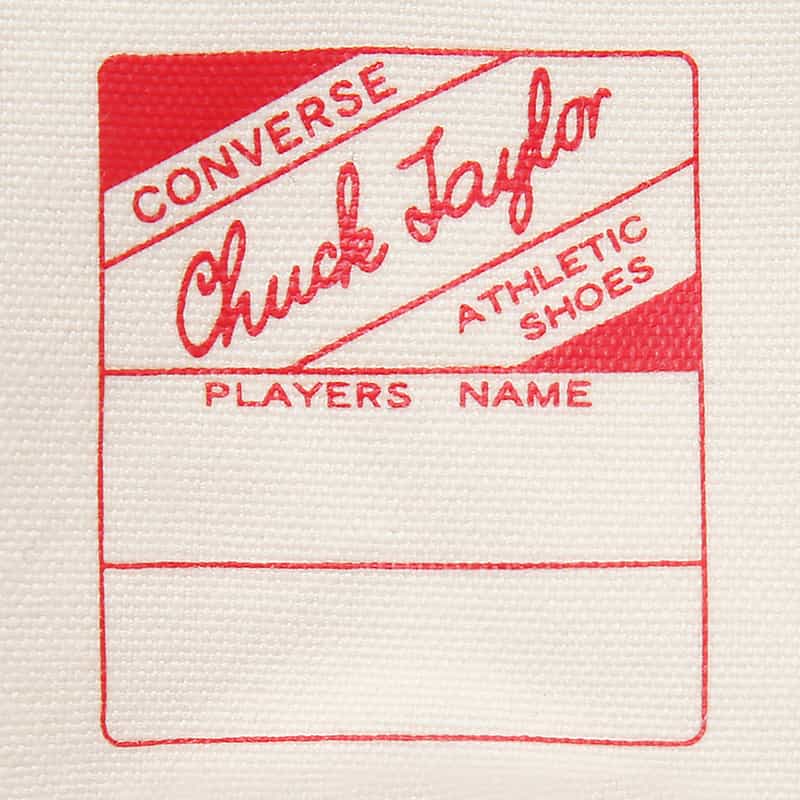 CONVERSE
Chuck Taylor
ATHLETIC
SHOES
PLAYERS NAME